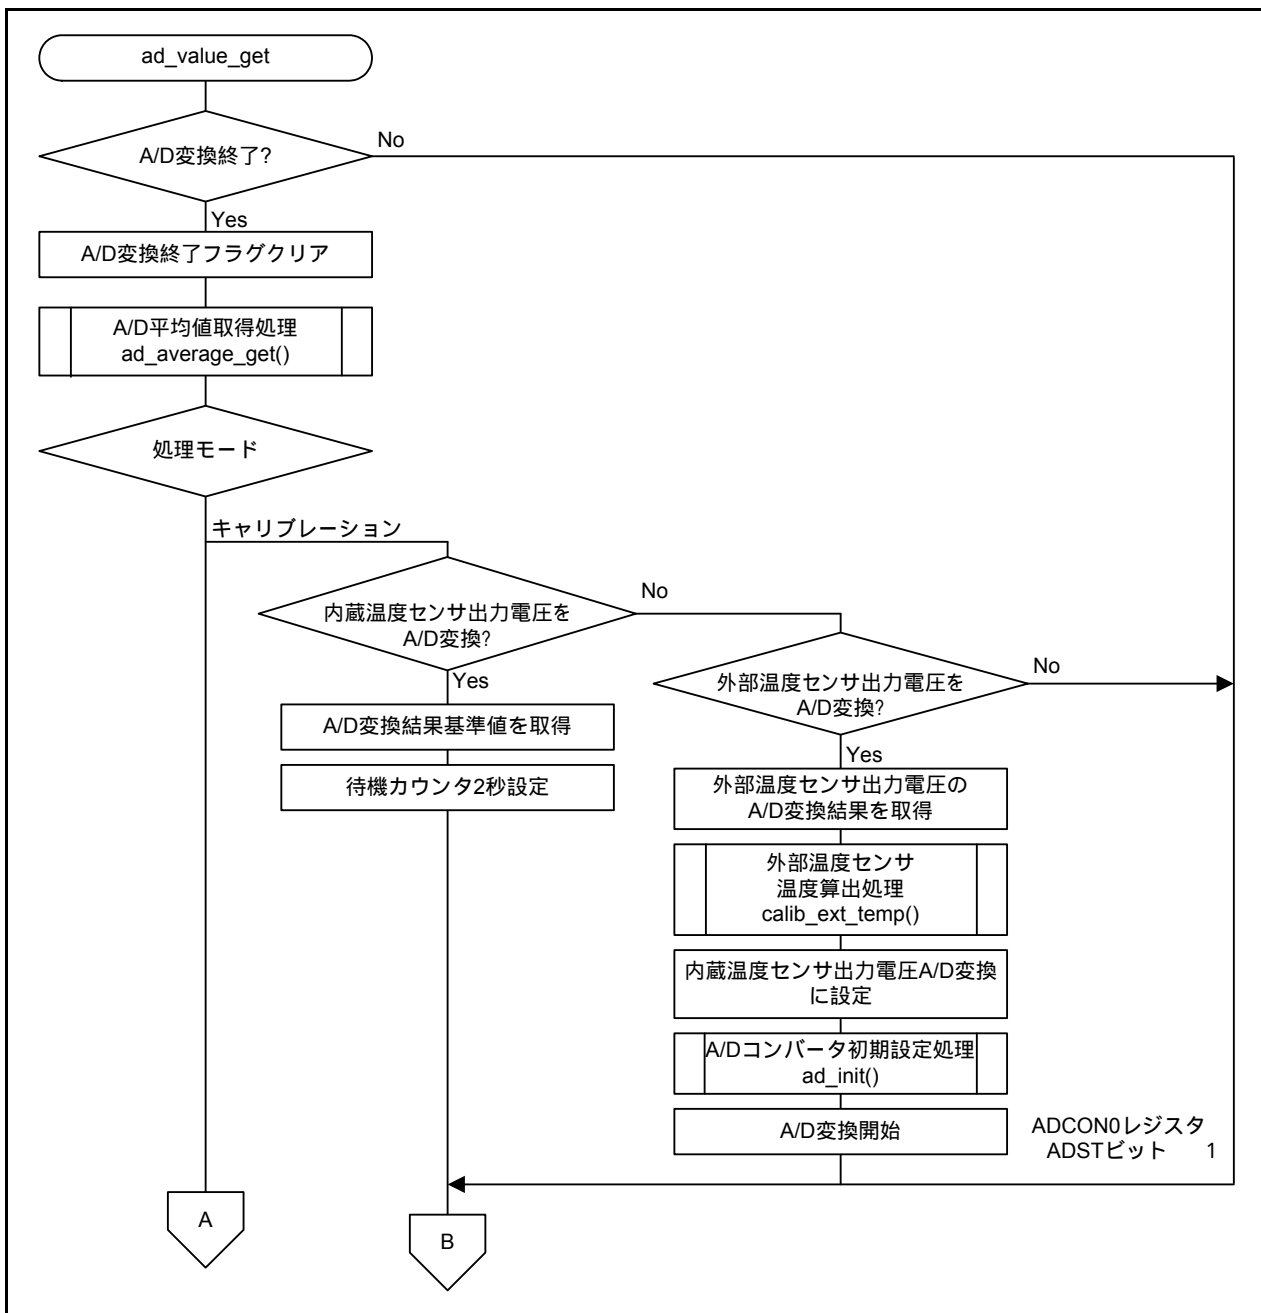 ad_value_get
A/D変換終了?
No
Yes
A/D変換終了フラグクリア
A/D平均値取得処理
ad_average_get()
処理モード
キャリブレーション
内蔵温度センサ出力電圧を
A/D変換?
No
Yes
A/D変換結果基準値を取得
待機カウンタ2秒設定
外部温度センサ出力電圧を
A/D変換?
No
Yes
外部温度センサ出力電圧の
A/D変換結果を取得
外部温度センサ
温度算出処理
calib_ext_temp()
内蔵温度センサ出力電圧A/D変換
に設定
A/Dコンバータ初期設定処理
ad_init()
A/D変換開始
ADCON0レジスタ
ADSTビット 1
A
B